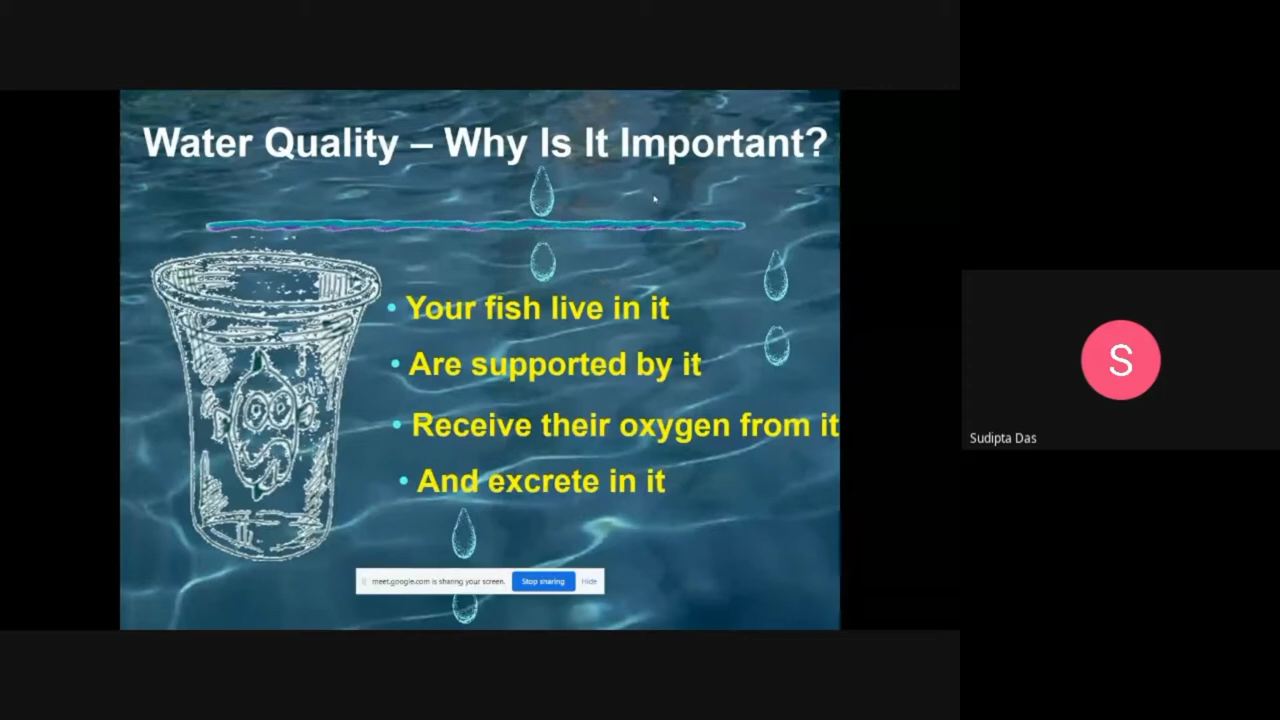 Water Quality – Why Is It Important?
• Your fish live in it
• Are supported by it
• Receive their oxygen from it
• And excrete in it
meet.google.com is sharing your screen. Stop sharing Hide
S
Sudipta Das